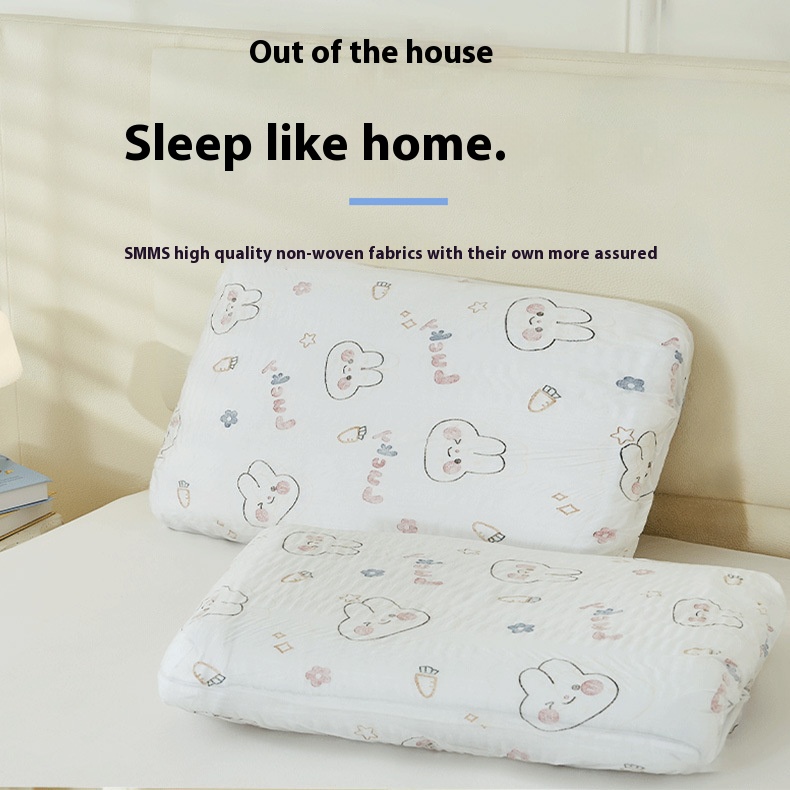 Out of the house
Sleep like home.
SMMS high quality non-woven fabrics with their own more assured